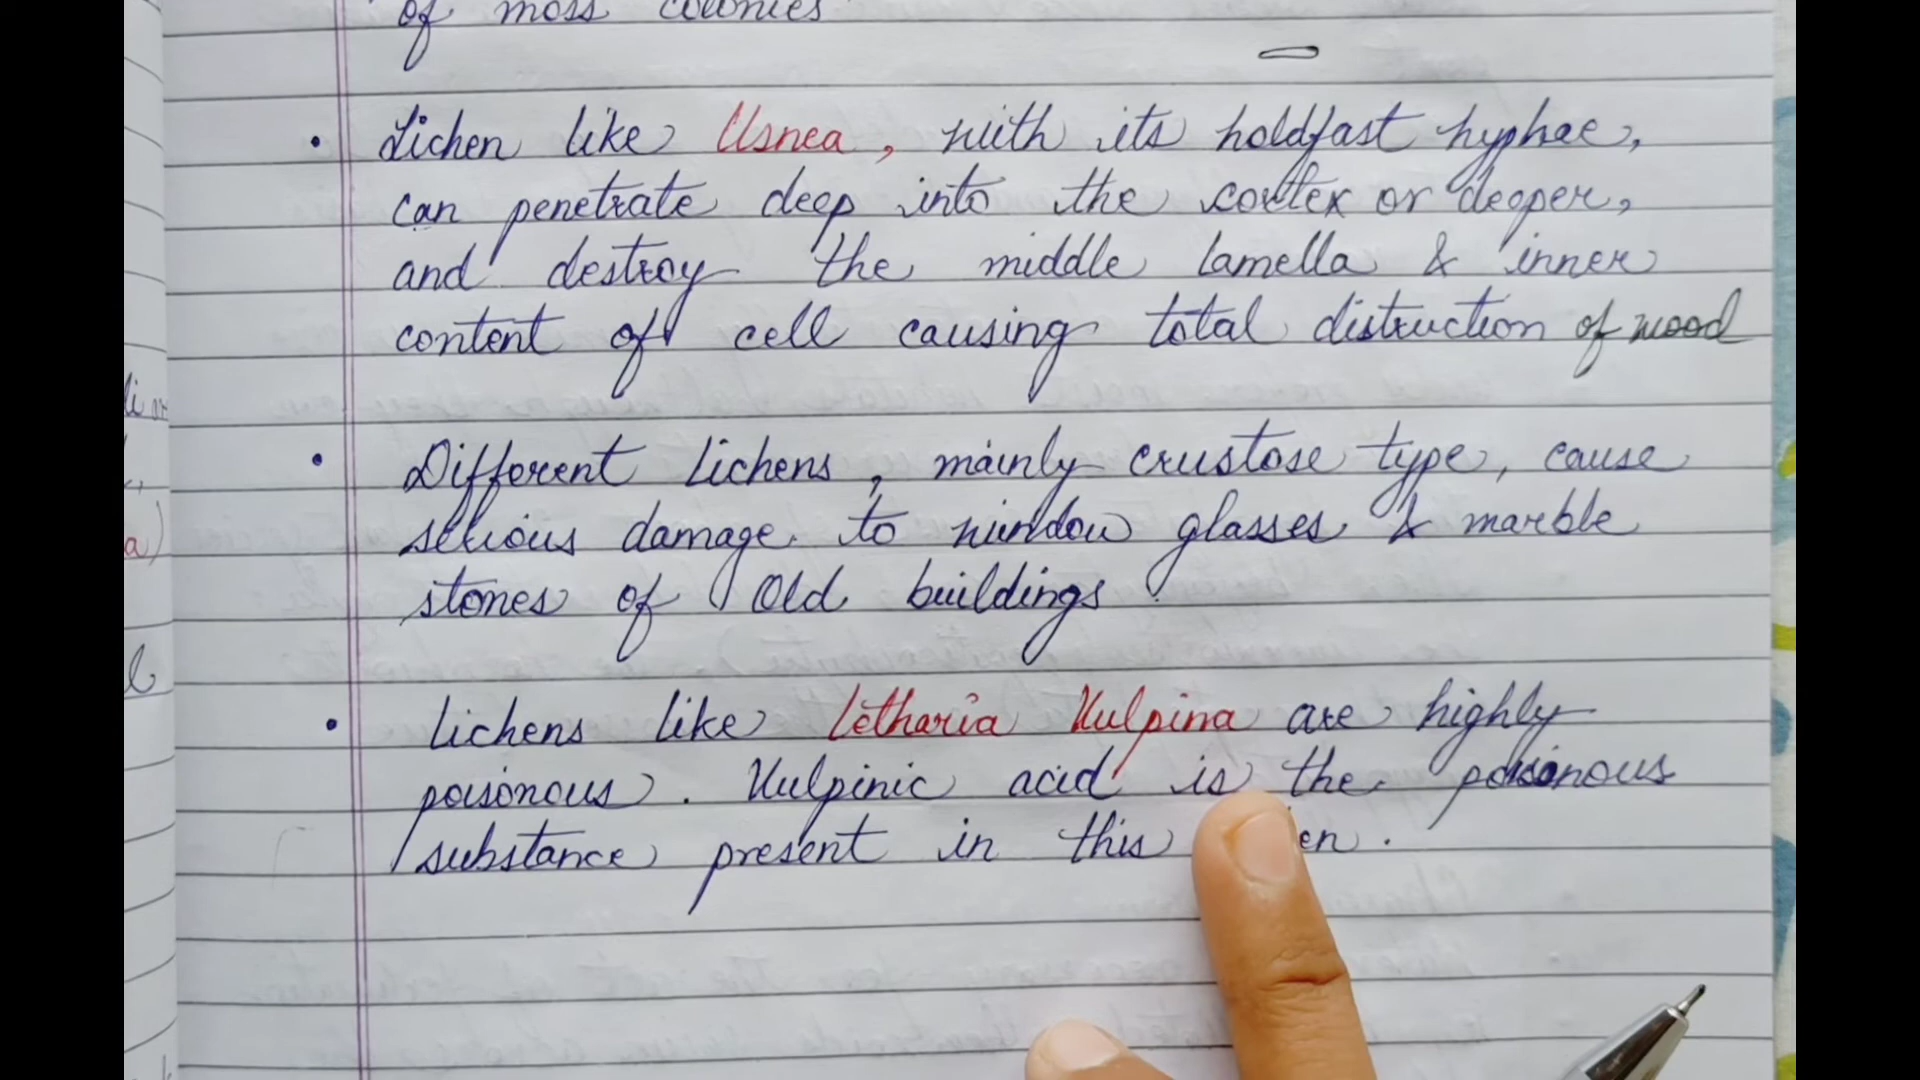 of moss colonies
• Lichen like Usnea, with its holdfast hyphae,
can penetrate deep into the cortex or deeper,
and destroy the middle lamella & inner
content of cell causing total distruction of wood
• Different lichens, mainly crustose type, cause
serious damage to window glasses & marble
stones of Old buildings.
• Lichens like Letharia Vulpina are highly
poisonous. Vulpinic acid is the poisonous
substance present in this en.
a)